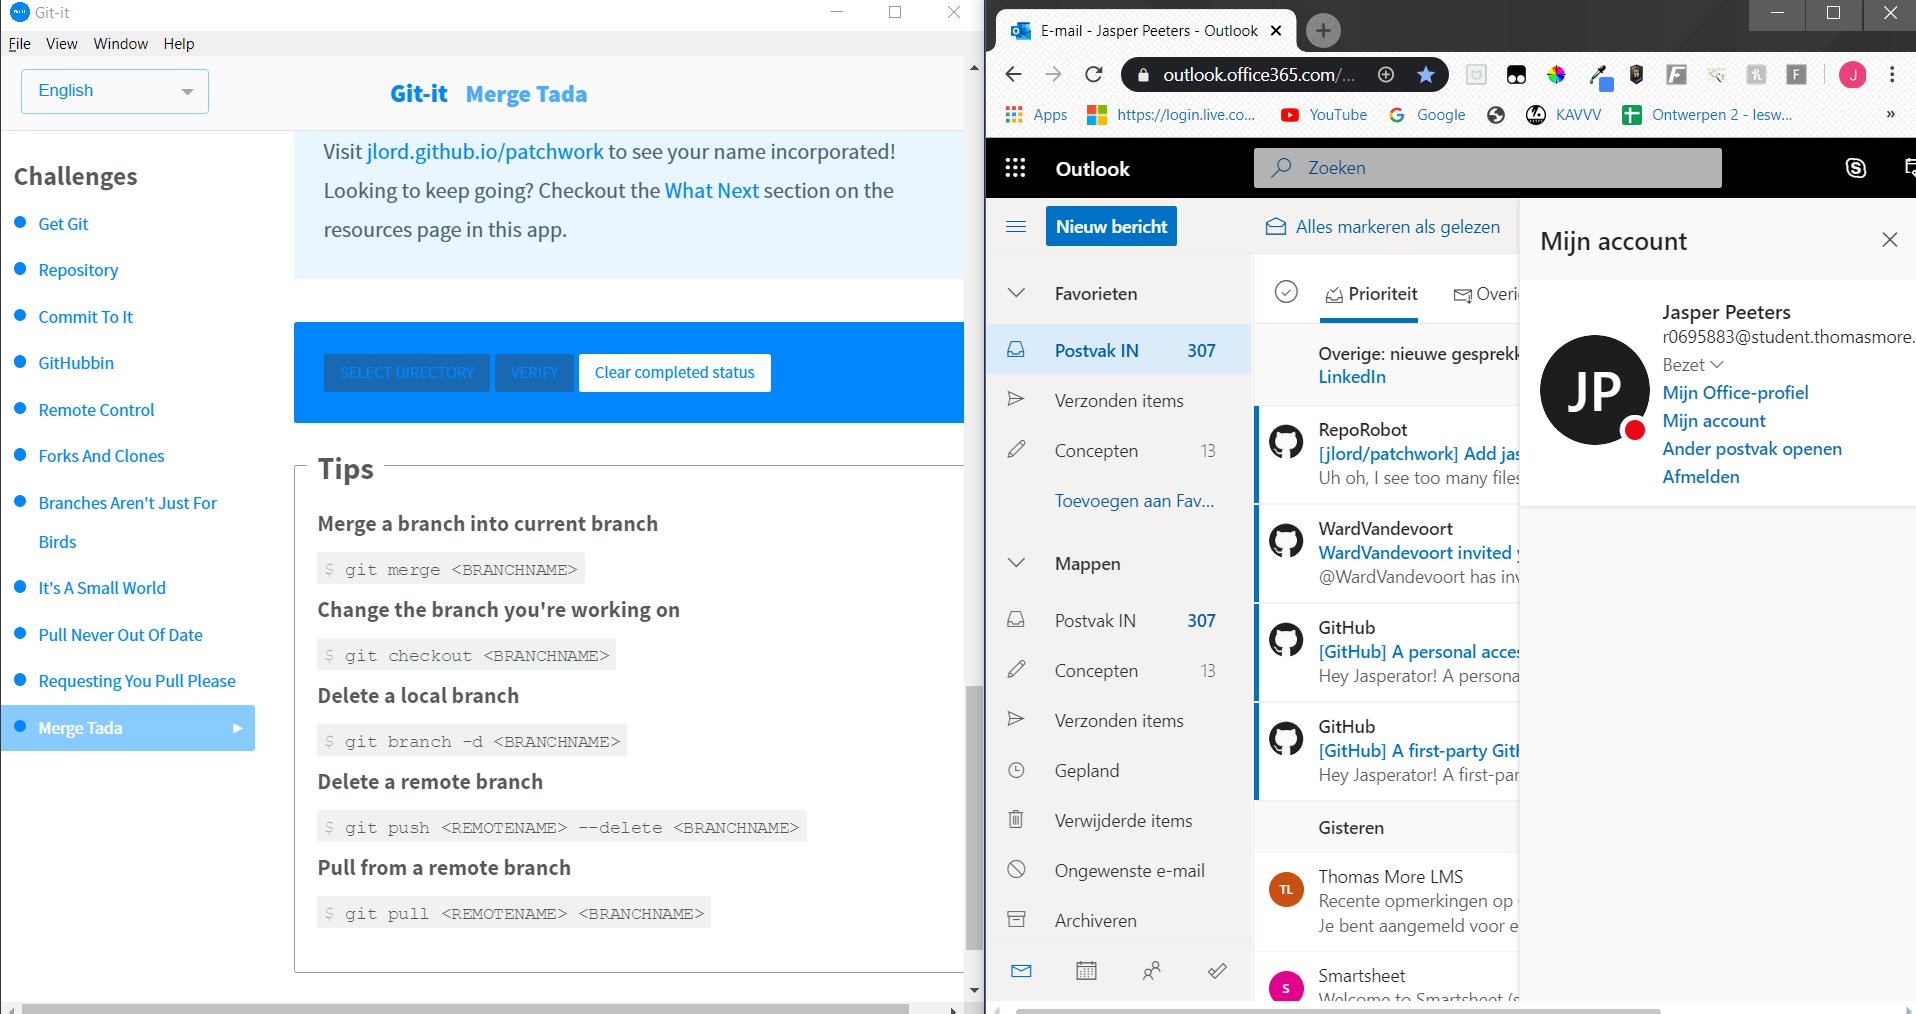 Git-it
File View Window Help
English
Git-it Merge Tada
Challenges
Get Git
Repository
Commit To It
GitHubbin
Remote Control
Forks And Clones
Branches Aren't Just For
Birds
It's A Small World
Pull Never Out Of Date
Requesting You Pull Please
Merge Tada
Visit jlord.github.io/patchwork to see your name incorporated!
Looking to keep going? Checkout the What Next section on the
resources page in this app.
SELECT DIRECTORY VERIFY Clear completed status
Tips
Merge a branch into current branch
$ git merge <BRANCHNAME>
Change the branch you're working on
$ git checkout <BRANCHNAME>
Delete a local branch
$ git branch -d <BRANCHNAME>
Delete a remote branch
$ git push <REMOTENAME> --delete <BRANCHNAME>
Pull from a remote branch
$ git pull <REMOTENAME> <BRANCHNAME>
E-mail - Jasper Peeters - Outlook
outlook.office365.com/...
J
Apps https://login.live.co... YouTube Google KAVVV Ontwerpen 2 - lesw... »
Outlook
Zoeken
Nieuw bericht
Alles markeren als gelezen
Favorieten
Postvak IN 307
Verzonden items
Concepten 13
Toevoegen aan Fav...
Mappen
Postvak IN 307
Concepten 13
Verzonden items
Gepland
Verwijderde items
Ongewenste e-mail
Archiveren
Prioriteit Overi
Overige: nieuwe gesprekk
LinkedIn
RepoRobot
[jlord/patchwork] Add jas
Uh oh, I see too many files
WardVandevoort
WardVandevoort invited y
@WardVandevoort has inv
GitHub
[GitHub] A personal acces
Hey Jasperator! A persona
GitHub
[GitHub] A first-party Gitl
Hey Jasperator! A first-par
Gisteren
TL
Thomas More LMS
Recente opmerkingen op
Je bent aangemeld voor e
S
Smartsheet
Welcome to Smartsheet (s
Mijn account
JP
Jasper Peeters
r0695883@student.thomasmore.
Bezet
Mijn Office-profiel
Mijn account
Ander postvak openen
Afmelden